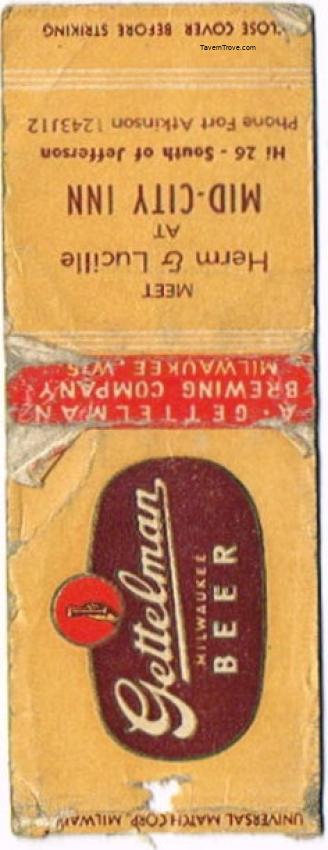 TavernTrove.com
UNIVERSAL MATCH CORP., MILWAU
Gettelman
MILWAUKEE
BEER
A. GETTELMAN
BREWING COMPANY
MILWAUKEE, WIS.
MEET
Herm & Lucille
AT
MID-CITY INN
Hi 26 - South of Jefferson
Phone Fort Atkinson 1243J12
CLOSE COVER BEFORE STRIKING